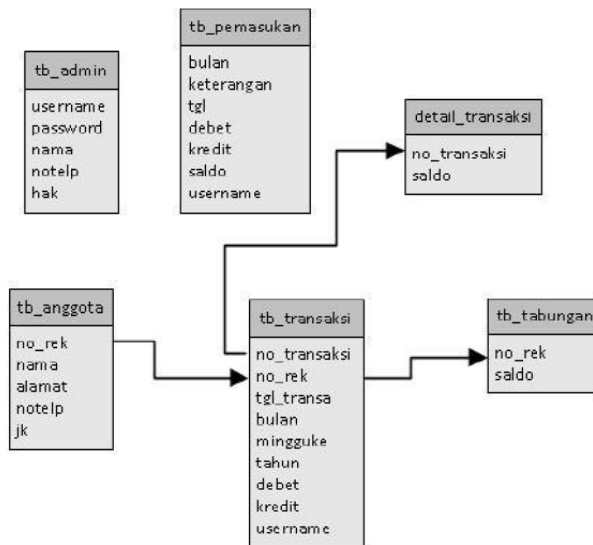 tb_pemasukan
bulan
keterangan
tgl
debet
kredit
saldo
username
tb_admin
username
password
nama
notelp
hak
detail_transaksi
no_transaksi
saldo
tb_anggota
no_rek
nama
alamat
notelp
jk
tb_transaksi
no_transaksi
no_rek
tgl_transa
bulan
mingguke
tahun
debet
kredit
username
tb_tabungan
no_rek
saldo